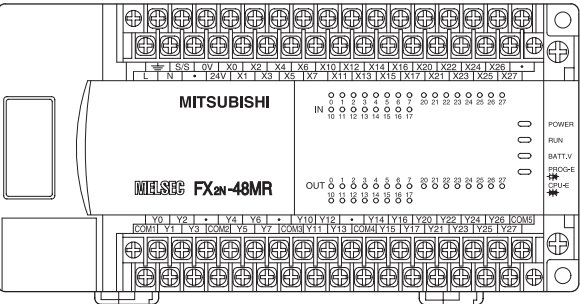 S/S 0V X0 X2 X4 X6 X10 X12 X14 X16 X20 X22 X24 X26 •
L N • 24V X1 X3 X5 X7 X11 X13 X15 X17 X21 X23 X25 X27
MITSUBISHI
0 1 2 3 4 5 6 7 20 21 22 23 24 25 26 27
IN
10 11 12 13 14 15 16 17
POWER
RUN
BATT.V
PROG-E
CPU-E
MELSEC FX2N-48MR
0 1 2 3 4 5 6 7 20 21 22 23 24 25 26 27
OUT
10 11 12 13 14 15 16 17
Y0 Y2 • Y4 Y6 • Y10 Y12 • Y14 Y16 Y20 Y22 Y24 Y26 COM5
COM1 Y1 Y3 COM2 Y5 Y7 COM3 Y11 Y13 COM4 Y15 Y17 Y21 Y23 Y25 Y27